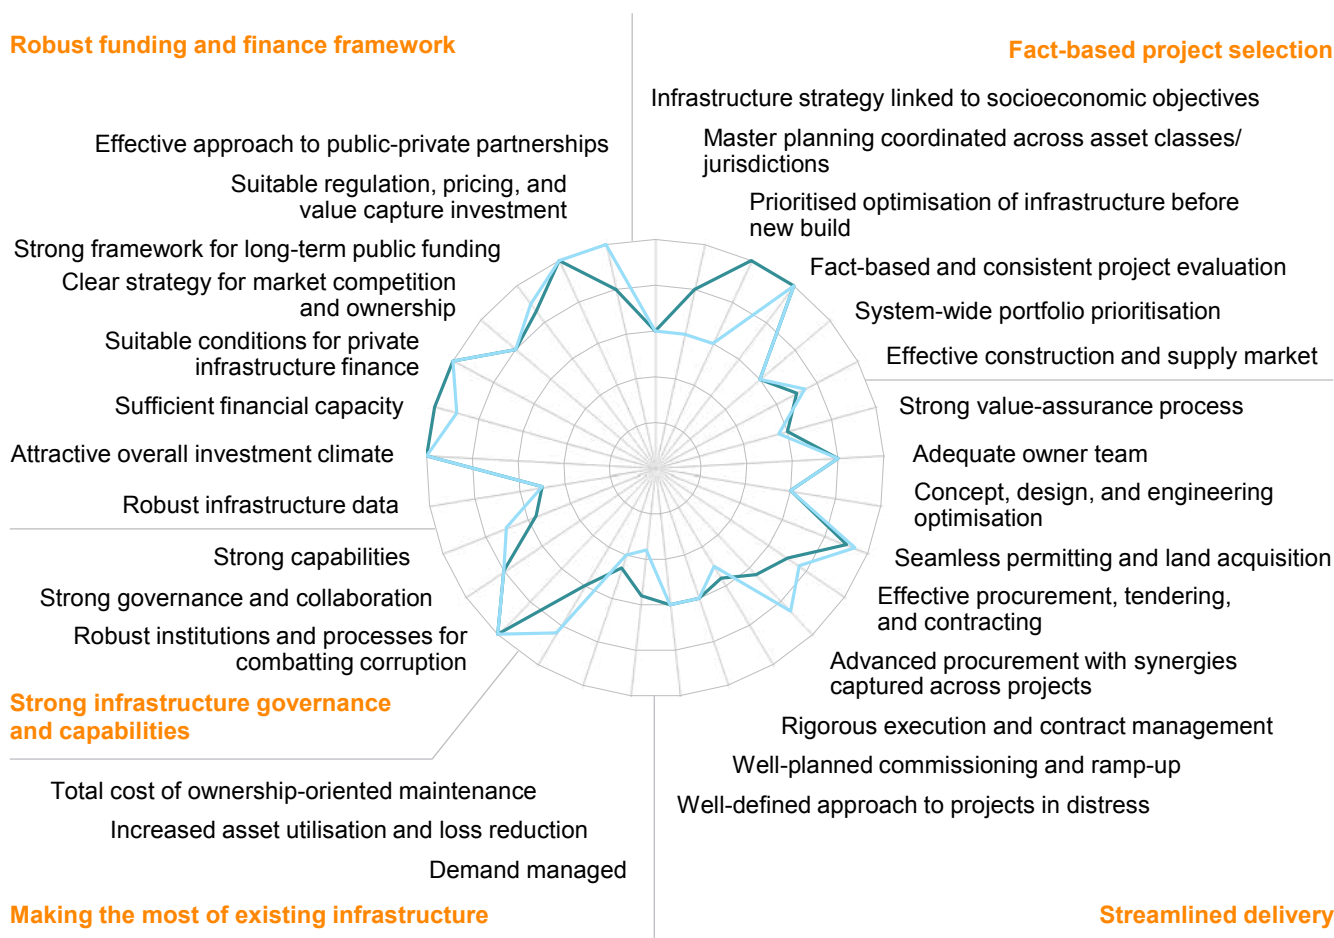 Robust funding and finance framework
Effective approach to public-private partnerships
Suitable regulation, pricing, and
value capture investment
Strong framework for long-term public funding
Clear strategy for market competition
and ownership
Suitable conditions for private
infrastructure finance
Sufficient financial capacity
Attractive overall investment climate
Robust infrastructure data
Strong capabilities
Strong governance and collaboration
Robust institutions and processes for
combatting corruption
Strong infrastructure governance
and capabilities
Total cost of ownership-oriented maintenance
Increased asset utilisation and loss reduction
Demand managed
Making the most of existing infrastructure
Fact-based project selection
Infrastructure strategy linked to socioeconomic objectives
Master planning coordinated across asset classes/
jurisdictions
Prioritised optimisation of infrastructure before
new build
Fact-based and consistent project evaluation
System-wide portfolio prioritisation
Effective construction and supply market
Strong value-assurance process
Adequate owner team
Concept, design, and engineering
optimisation
Seamless permitting and land acquisition
Effective procurement, tendering,
and contracting
Advanced procurement with synergies
captured across projects
Rigorous execution and contract management
Well-planned commissioning and ramp-up
Well-defined approach to projects in distress
Streamlined delivery